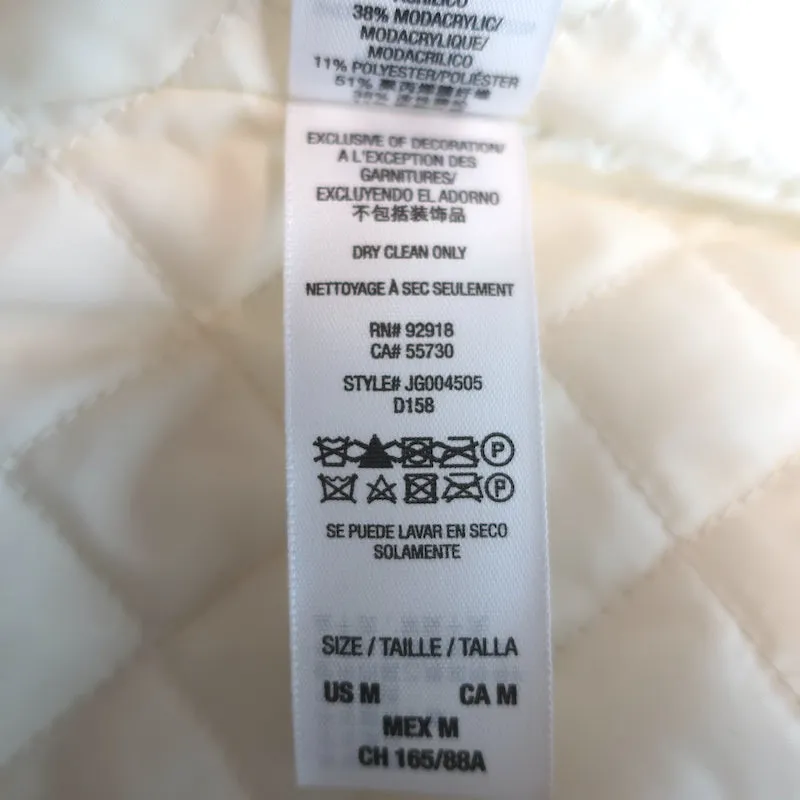 38% MODACRYLIC/
MODACRYLIQUE/
MODACRILICO
11% POLYESTER/POLIÉSTER
51%
38%
EXCLUSIVE OF DECORATION/
A L'EXCEPTION DES
GARNITURES/
EXCLUYENDO EL ADORNO
不包括装饰品
DRY CLEAN ONLY
NETTOYAGE À SEC SEULEMENT
RN# 92918
CA# 55730
STYLE# JG004505
D158
P
P
SE PUEDE LAVAR EN SECO
SOLAMENTE
SIZE / TAILLE / TALLA
US M CA M
MEX M
CH 165/88A